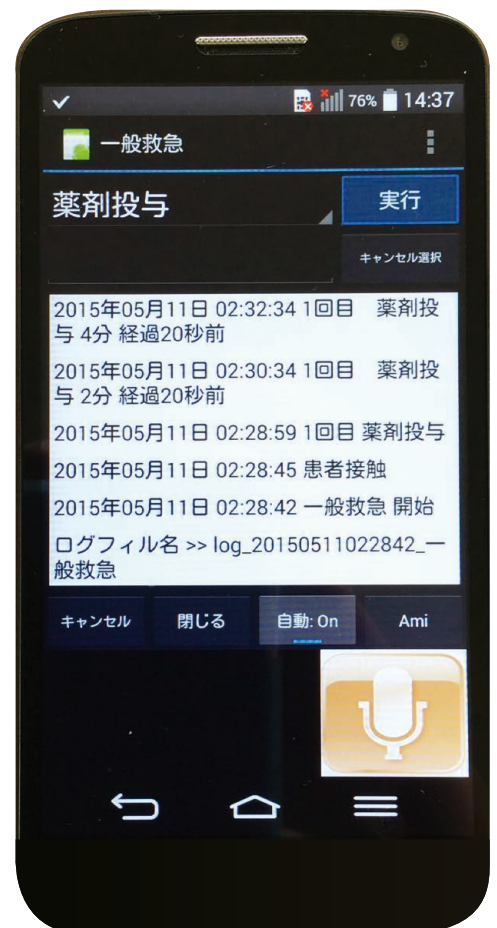 76% 14:37
一般救急
薬剤投与
実行
キャンセル選択
2015年05月11日 02:32:34 1回目　薬剤投
与 4分 経過20秒前
2015年05月11日 02:30:34 1回目　薬剤投
与 2分 経過20秒前
2015年05月11日 02:28:59 1回目 薬剤投与
2015年05月11日 02:28:45 患者接触
2015年05月11日 02:28:42 一般救急 開始
ログフィル名 >> log_20150511022842_一
般救急
キャンセル 閉じる 自動: On Ami